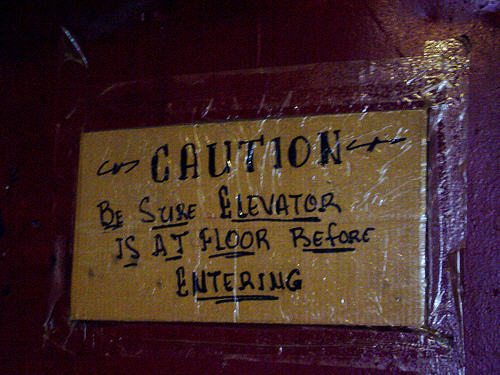 CAUTION
BE SURE ELEVATOR
IS AT FLOOR BEFORE
ENTERING